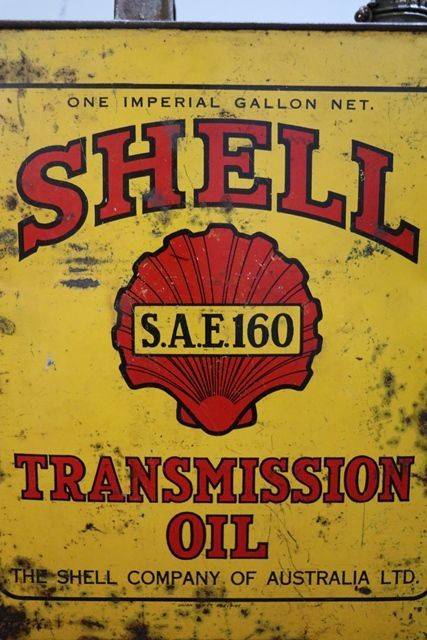 ONE IMPERIAL GALLON NET.
SHELL
S.A.E.160
TRANSMISSION
OIL
THE SHELL COMPANY OF AUSTRALIA LTD.